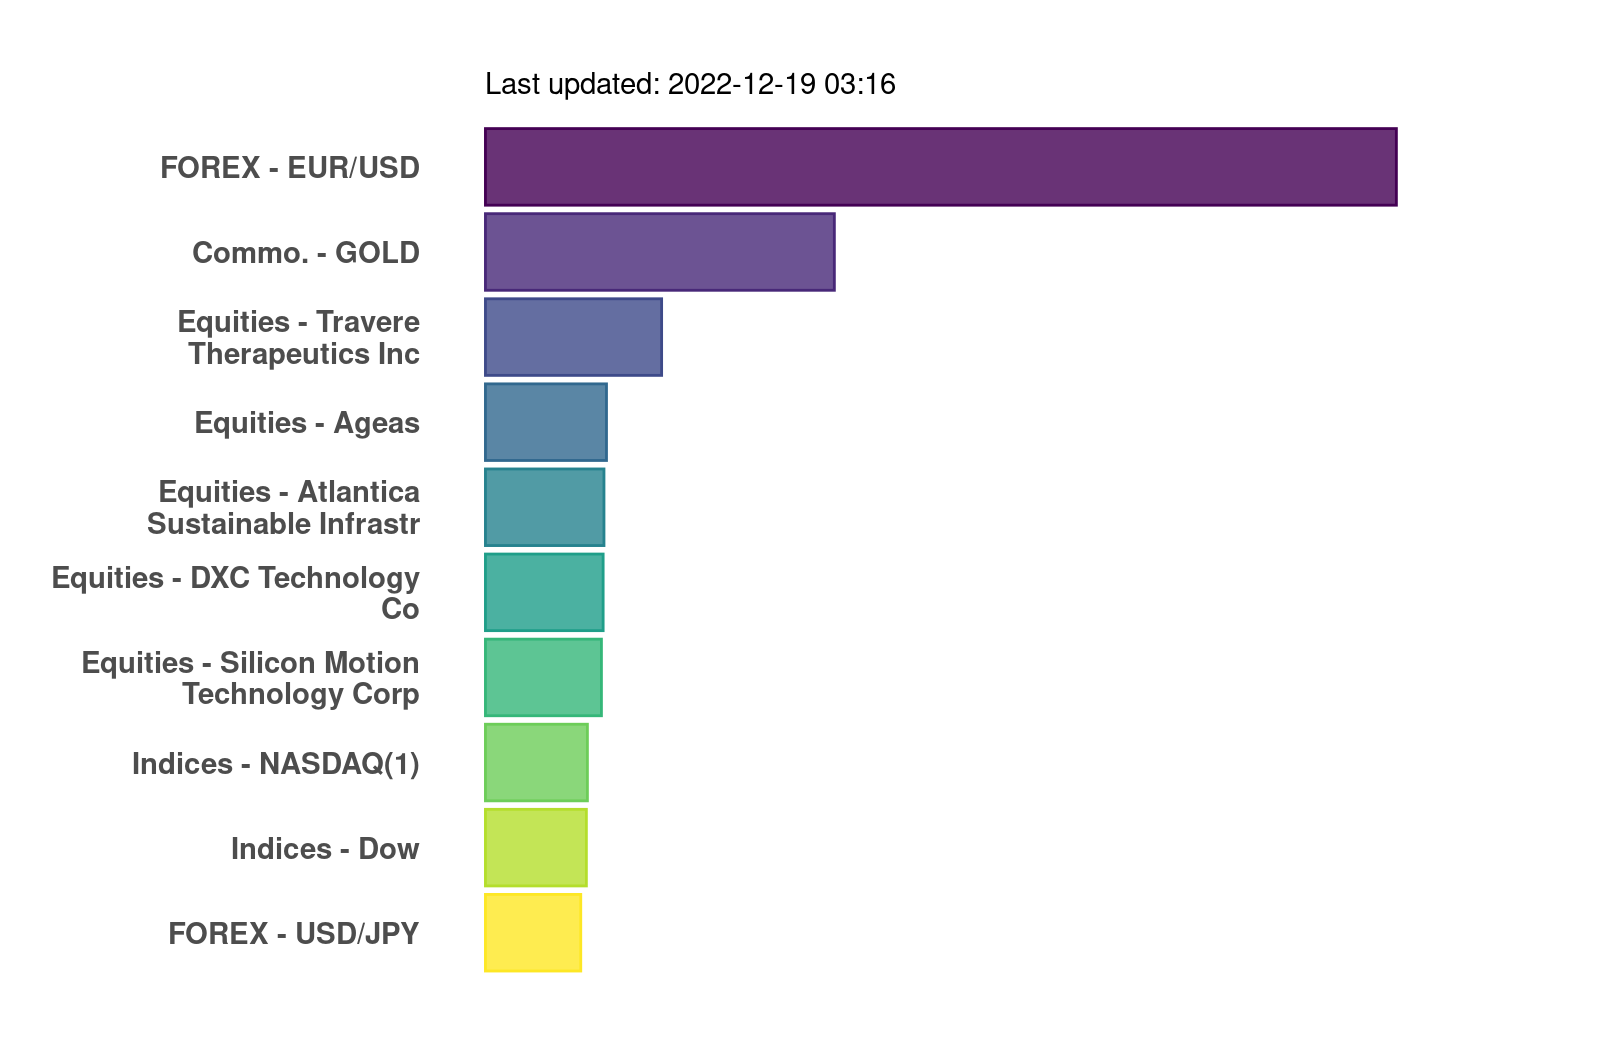 Last updated: 2022-12-19 03:16
FOREX - EUR/USD
Commo. - GOLD
Equities - Travere
Therapeutics Inc
Equities - Ageas
Equities - Atlantica
Sustainable Infrastr
Equities - DXC Technology
Co
Equities - Silicon Motion
Technology Corp
Indices - NASDAQ(1)
Indices - Dow
FOREX - USD/JPY